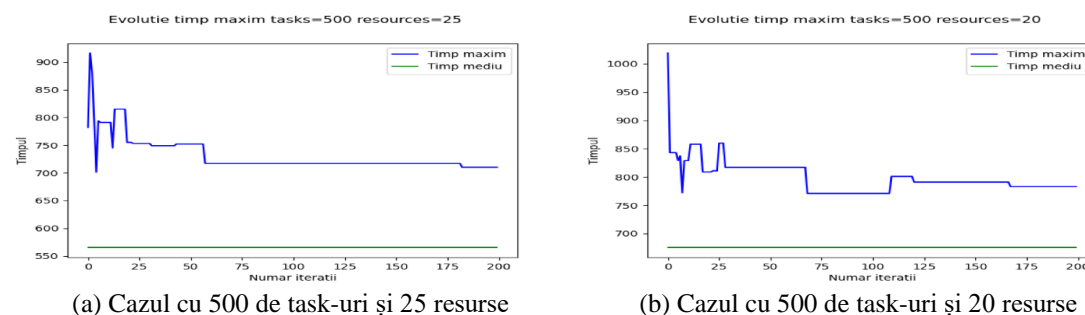 Evolutie timp maxim tasks=500 resources=25
Timp maxim
Timp mediu
900
850
800
750
700
650
600
550
Timpul
0 25 50 75 100 125 150 175 200
Numar iteratii
(a) Cazul cu 500 de task-uri și 25 resurse
Evolutie timp maxim tasks=500 resources=20
Timp maxim
Timp mediu
1000
950
900
850
800
750
700
Timpul
0 25 50 75 100 125 150 175 200
Numar iteratii
(b) Cazul cu 500 de task-uri și 20 resurse